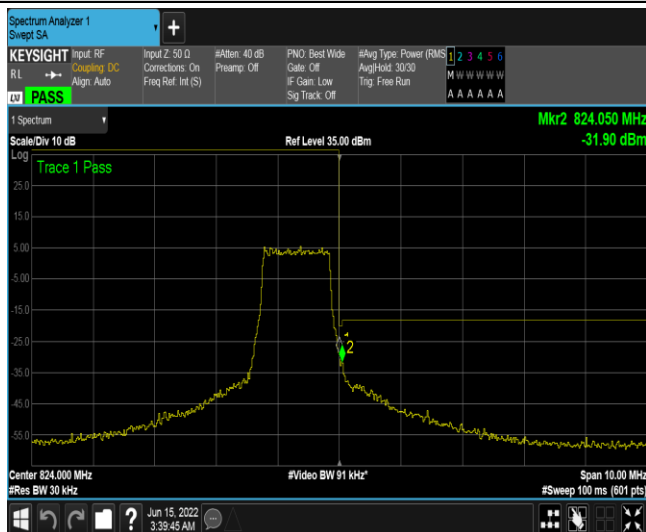 Spectrum Analyzer 1
Swept SA
+
KEYSIGHT Input: RF Input Z: 50 Ω #Atten: 40 dB PNO: Best Wide #Avg Type: Power (RMS 1 2 3 4 5 6
RL Coupling: DC Corrections: On Preamp: Off Gate: Off Avg|Hold: 30/30 M W W W W W
Align: Auto Freq Ref: Int (S) IF Gain: Low Trig: Free Run
Sig Track: Off A A A A A A
LXI PASS
1 Spectrum Mkr2 824.050 MHz
Scale/Div 10 dB Ref Level 35.00 dBm -31.90 dBm
Log
Trace 1 Pass
25.0
15.0
5.00
-5.00
-15.0
-25.0
1
2
-35.0
-45.0
-55.0
Center 824.000 MHz #Video BW 91 kHz* Span 10.00 MHz
#Res BW 30 kHz #Sweep 100 ms (601 pts)
? Jun 15, 2022
3:39:45 AM